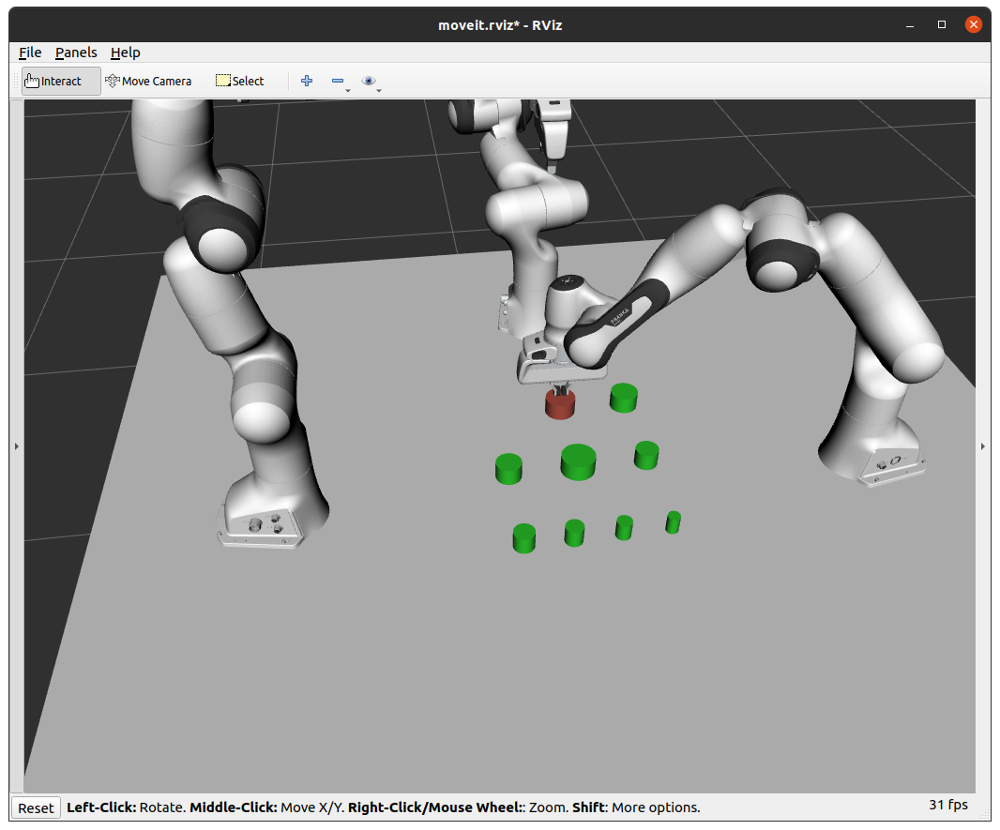 moveit.rviz* - RViz
File Panels Help
Interact Move Camera Select
FRANKA
Reset Left-Click: Rotate. Middle-Click: Move X/Y. Right-Click/Mouse Wheel:: Zoom. Shift: More options. 31 fps